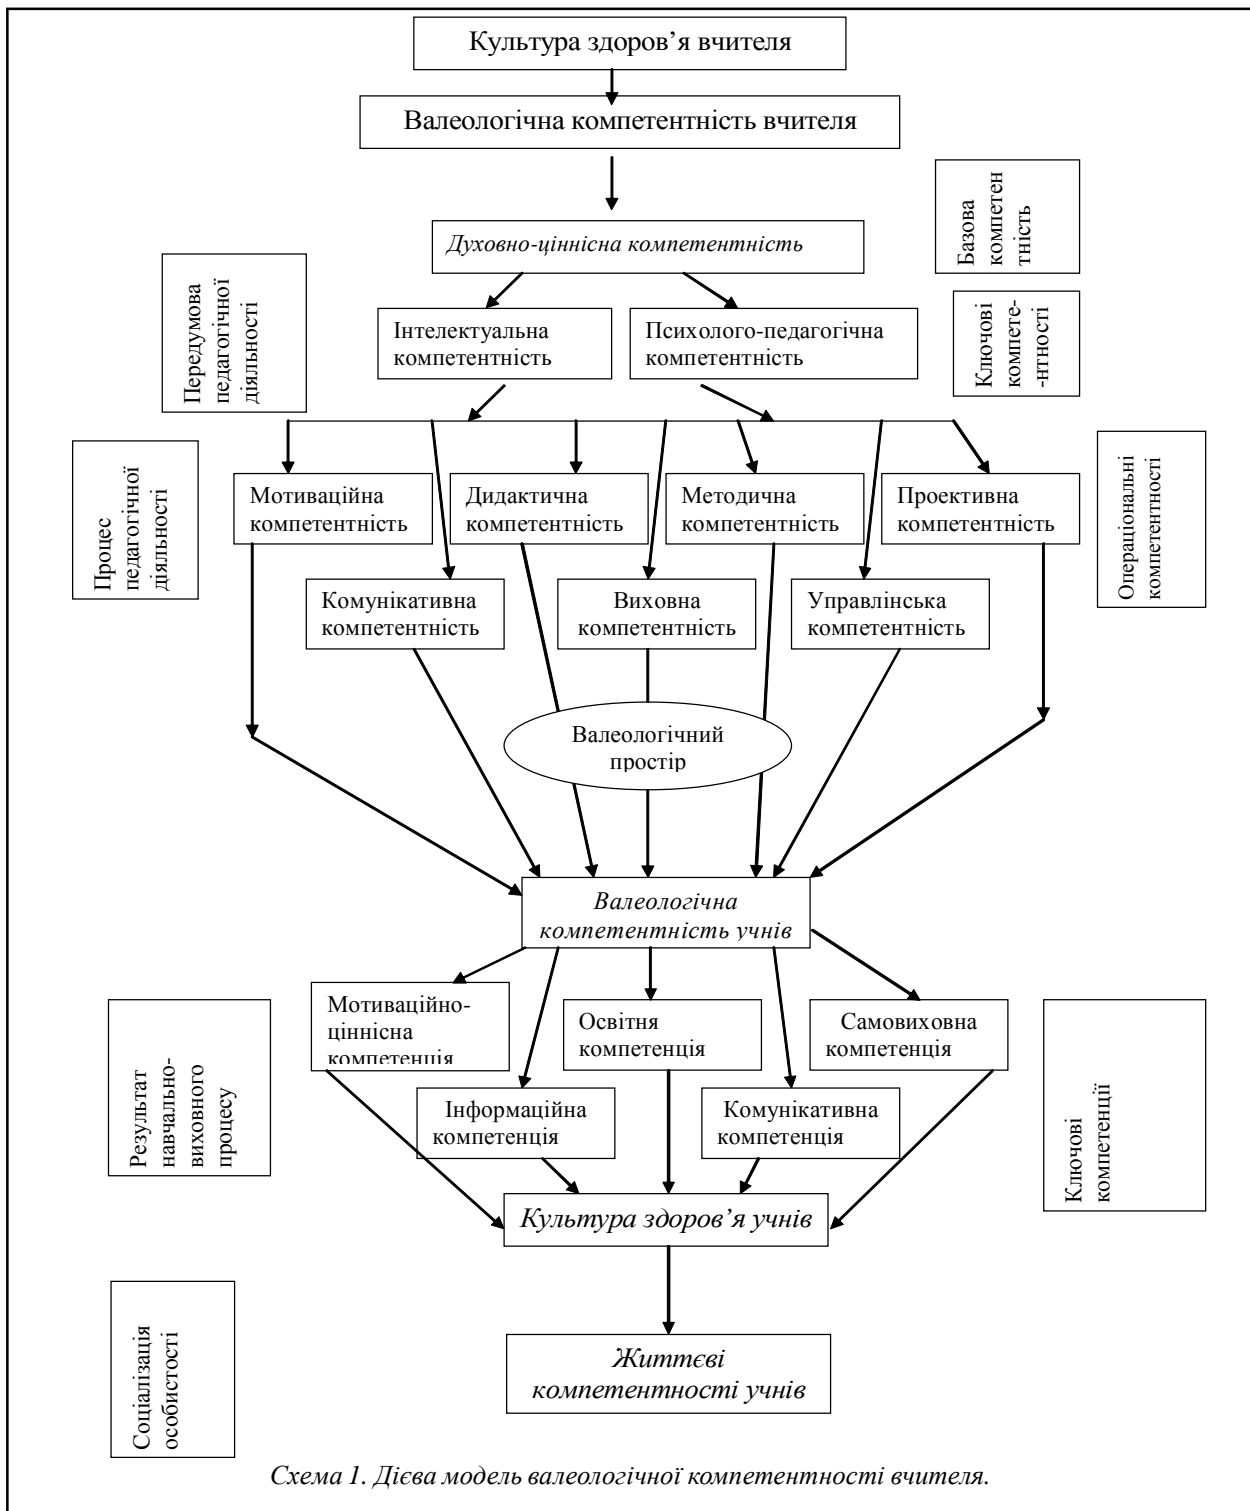 Культура здоров’я вчителя
Валеологічна компетентність вчителя
Базова
компетен
тність
Духовно-ціннісна компетентність
Передумова
педагогічної
діяльності
Інтелектуальна
компетентність
Психолого-педагогічна
компетентність
Ключові
компете-
-нтності
Процес
педагогічної
діяльності
Мотиваційна
компетентність
Дидактична
компетентність
Методична
компетентність
Проективна
компетентність
Операціональні
компетентності
Комунікативна
компетентність
Виховна
компетентність
Управлінська
компетентність
Валеологічний
простір
Валеологічна
компетентність учнів
Результат
навчально-
виховного
процесу
Мотиваційно-
ціннісна
компетенція
Освітня
компетенція
Самовиховна
компетенція
Ключові
компетенції
Інформаційна
компетенція
Комунікативна
компетенція
Культура здоров’я учнів
Соціалізація
особистості
Життєві
компетентності учнів
Схема 1. Дієва модель валеологічної компетентності вчителя.